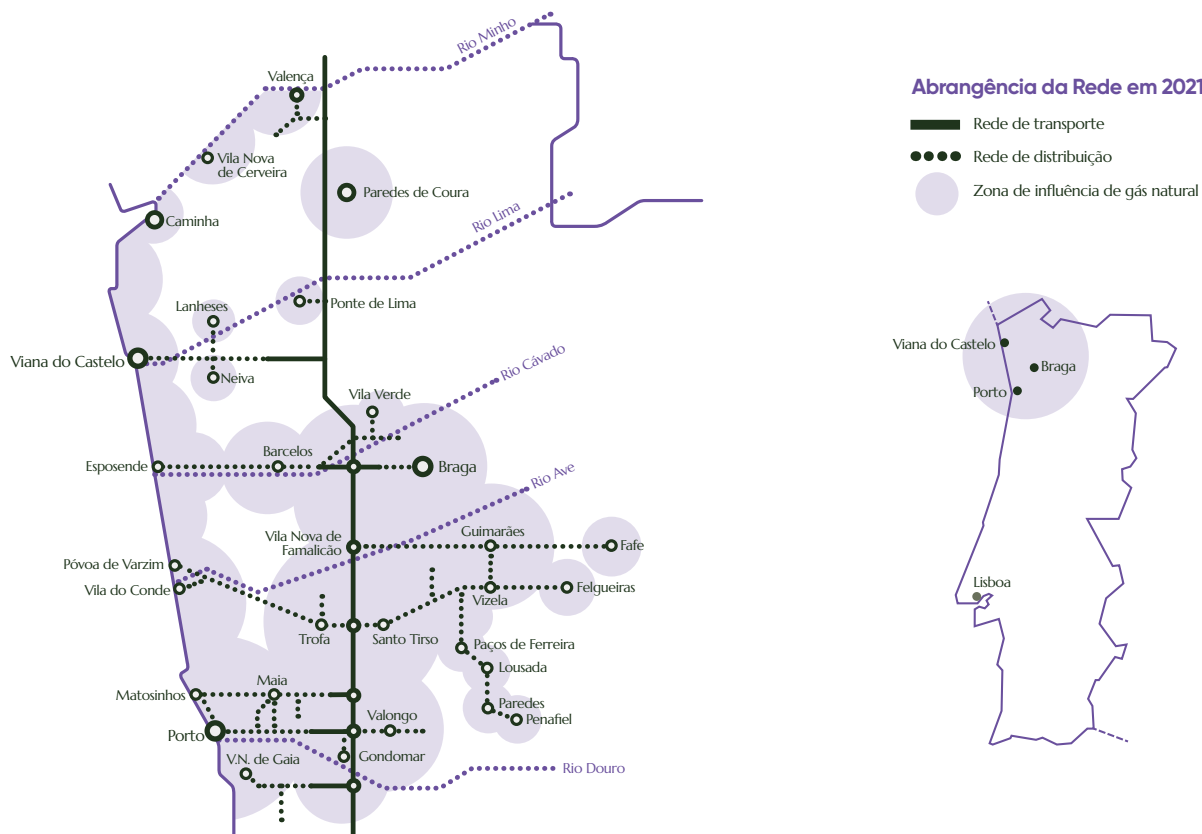 Rio Minho
Valença
Vila Nova
de Cerveira
Paredes de Coura
Caminha
Rio Lima
Lanheses
Ponte de Lima
Viana do Castelo
Neiva
Rio Cávado
Vila Verde
Barcelos
Esposende
Braga
Rio Ave
Vila Nova de
Famalicão
Guimarães
Fafe
Póvoa de Varzim
Vila do Conde
Vizela
Felgueiras
Trofa
Santo Tirso
Paços de Ferreira
Lousada
Maia
Matosinhos
Paredes
Penafiel
Valongo
Porto
V.N. de Gaia
Gondomar
Rio Douro
Abrangência da Rede em 2021
Rede de transporte
Rede de distribuição
Zona de influência de gás natural
Viana do Castelo
Braga
Porto
Lisboa